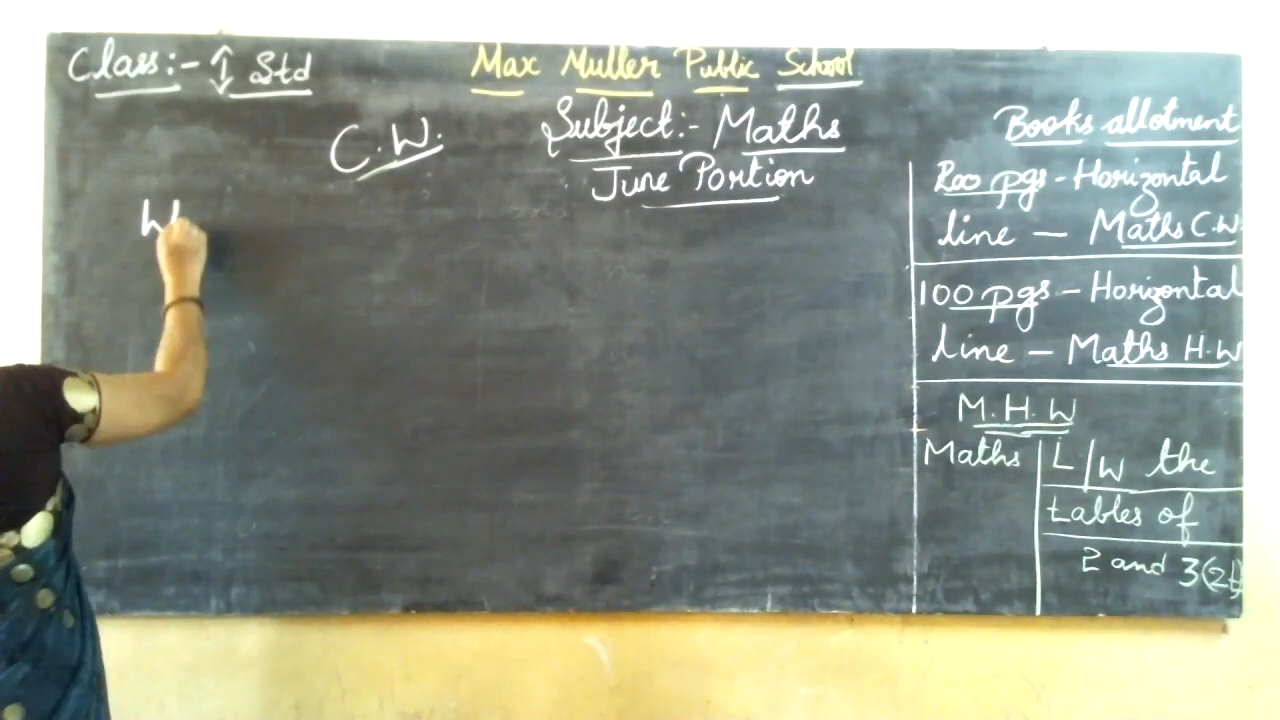 Class:- I Std
Max Muller Public School
Subject:- Maths
C.W.
June Portion
W
Books allotment
200 pgs - Horizontal
line — Maths C.W.
100 pgs - Horizontal
line — Maths H.W
M.H.W
Maths L/W the
tables of
2 and 3 (2t)